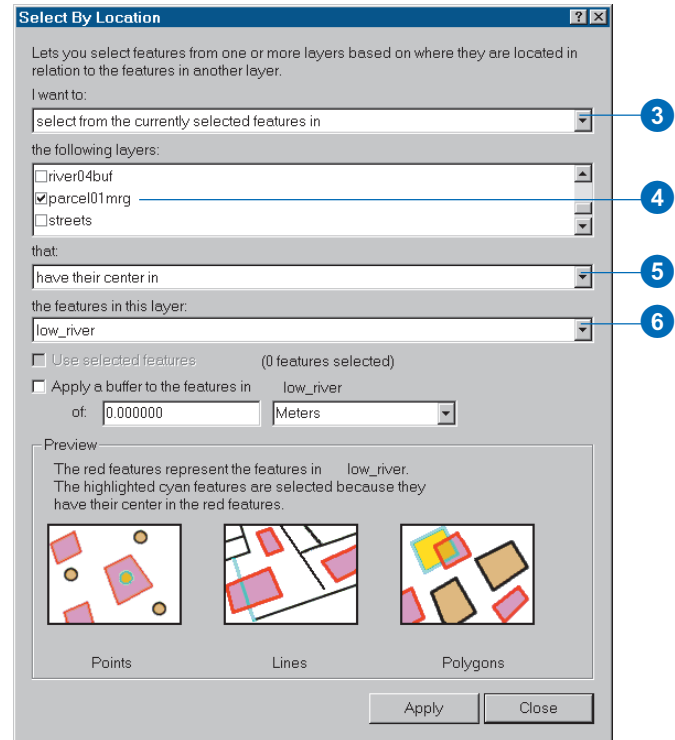 Select By Location
Lets you select features from one or more layers based on where they are located in
relation to the features in another layer.
I want to:
select from the currently selected features in
3
the following layers:
river04buf
parcel01mrg
4
streets
that:
have their center in
5
the features in this layer:
low_river
6
Use selected features (0 features selected)
Apply a buffer to the features in low_river
of: 0.000000 Meters
Preview
The red features represent the features in low_river.
The highlighted cyan features are selected because they
have their center in the red features.
Points Lines Polygons
Apply Close